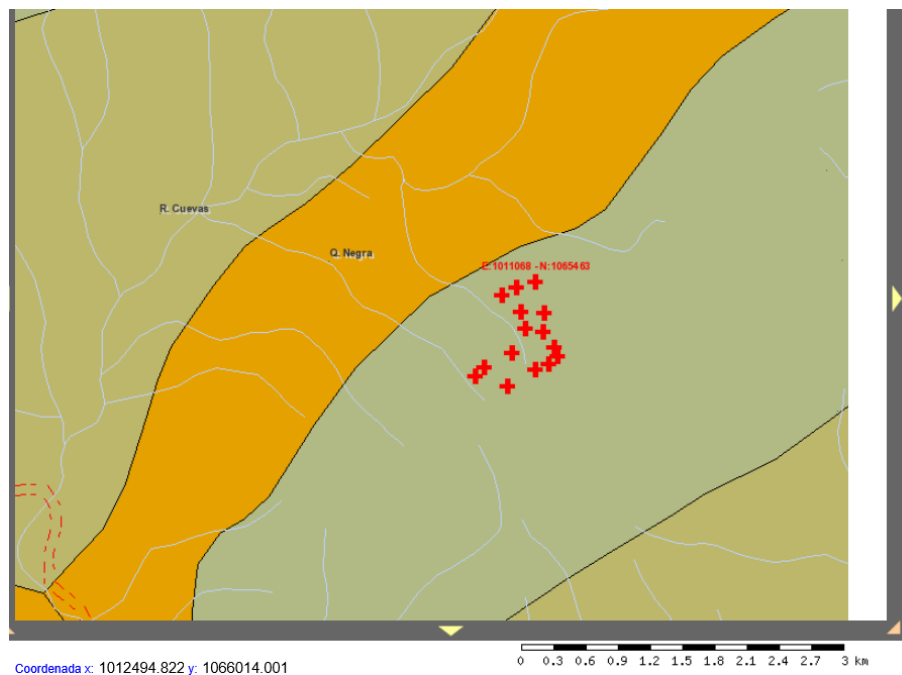 R. Cuevas
Q. Negra
E:1011068 - N:1065463
0 0.3 0.6 0.9 1.2 1.5 1.8 2.1 2.4 2.7 3 km
Coordenada x: 1012494.822 y: 1066014.001